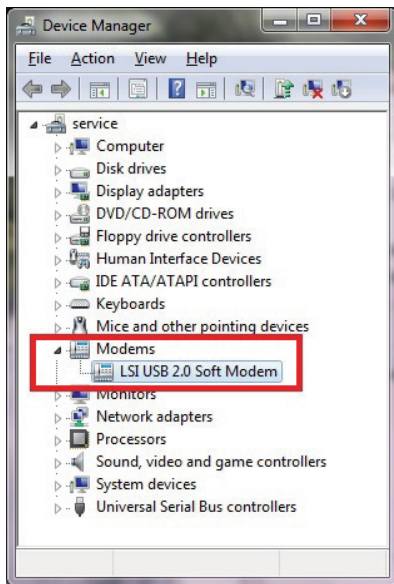 Device Manager
File Action View Help
service
Computer
Disk drives
Display adapters
DVD/CD-ROM drives
Floppy drive controllers
Human Interface Devices
IDE ATA/ATAPI controllers
Keyboards
Mice and other pointing devices
Modems
LSI USB 2.0 Soft Modem
Monitors
Network adapters
Processors
Sound, video and game controllers
System devices
Universal Serial Bus controllers